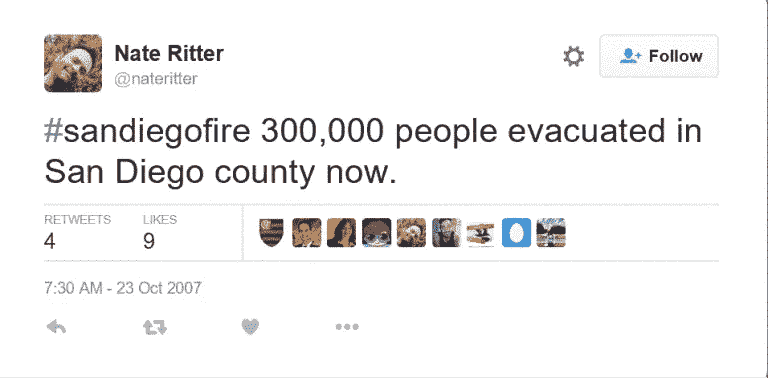 Nate Ritter
@nateritter
Follow
#sandiegofire 300,000 people evacuated in
San Diego county now.
RETWEETS LIKES
4 9
7:30 AM - 23 Oct 2007